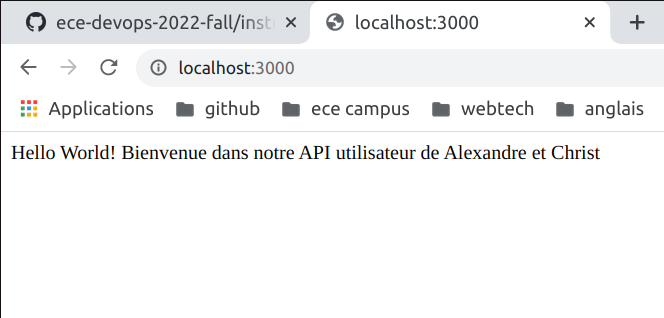 ece-devops-2022-fall/inst
localhost:3000
localhost:3000
Applications github ece campus webtech anglais
Hello World! Bienvenue dans notre API utilisateur de Alexandre et Christ